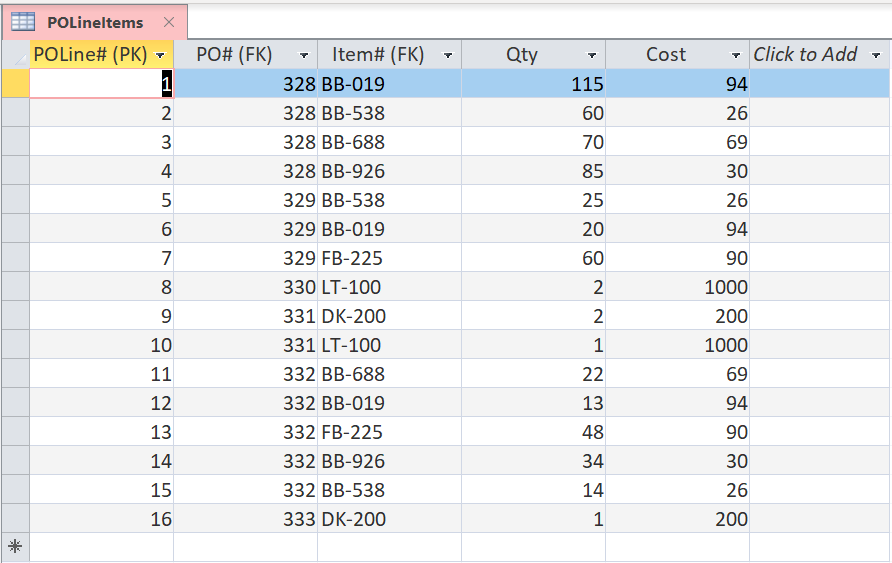 POLineItems
POLine# (PK) PO# (FK) Item# (FK) Qty Cost Click to Add
1 328 BB-019 115 94
2 328 BB-538 60 26
3 328 BB-688 70 69
4 328 BB-926 85 30
5 329 BB-538 25 26
6 329 BB-019 20 94
7 329 FB-225 60 90
8 330 LT-100 2 1000
9 331 DK-200 2 200
10 331 LT-100 1 1000
11 332 BB-688 22 69
12 332 BB-019 13 94
13 332 FB-225 48 90
14 332 BB-926 34 30
15 332 BB-538 14 26
16 333 DK-200 1 200